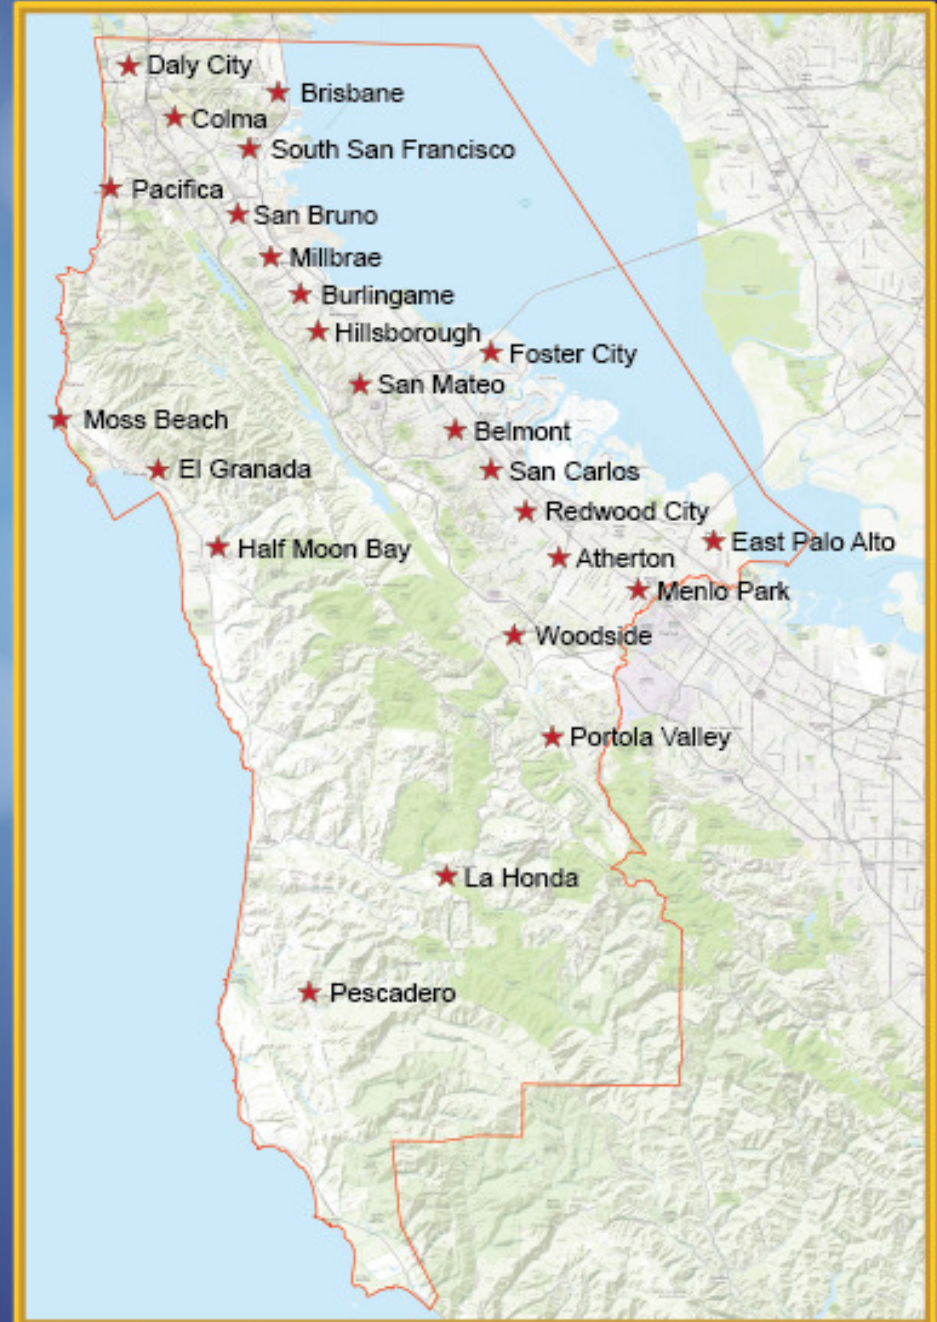 Daly City
Brisbane
Colma
South San Francisco
Pacifica
San Bruno
Millbrae
Burlingame
Hillsborough
Foster City
San Mateo
Moss Beach
Belmont
El Granada
San Carlos
Redwood City
East Palo Alto
Half Moon Bay
Atherton
Menlo Park
Woodside
Portola Valley
La Honda
Pescadero